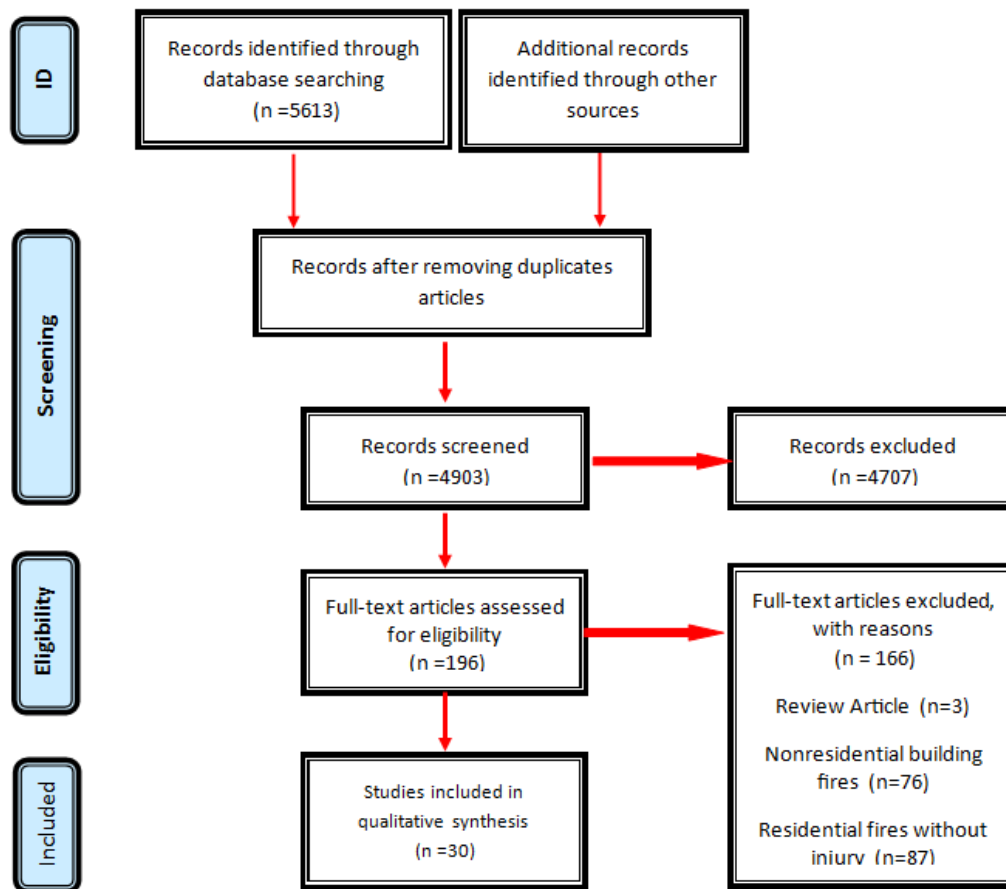 ID
Records identified through
database searching
(n =5613)
Additional records
identified through other
sources
Screening
Records after removing duplicates
articles
Records screened
(n =4903)
Records excluded
(n =4707)
Eligibility
Full-text articles assessed
for eligibility
(n =196)
Full-text articles excluded,
with reasons
(n = 166)
Review Article (n=3)
Nonresidential building
fires (n=76)
Residential fires without
injury (n=87)
Included
Studies included in
qualitative synthesis
(n =30)